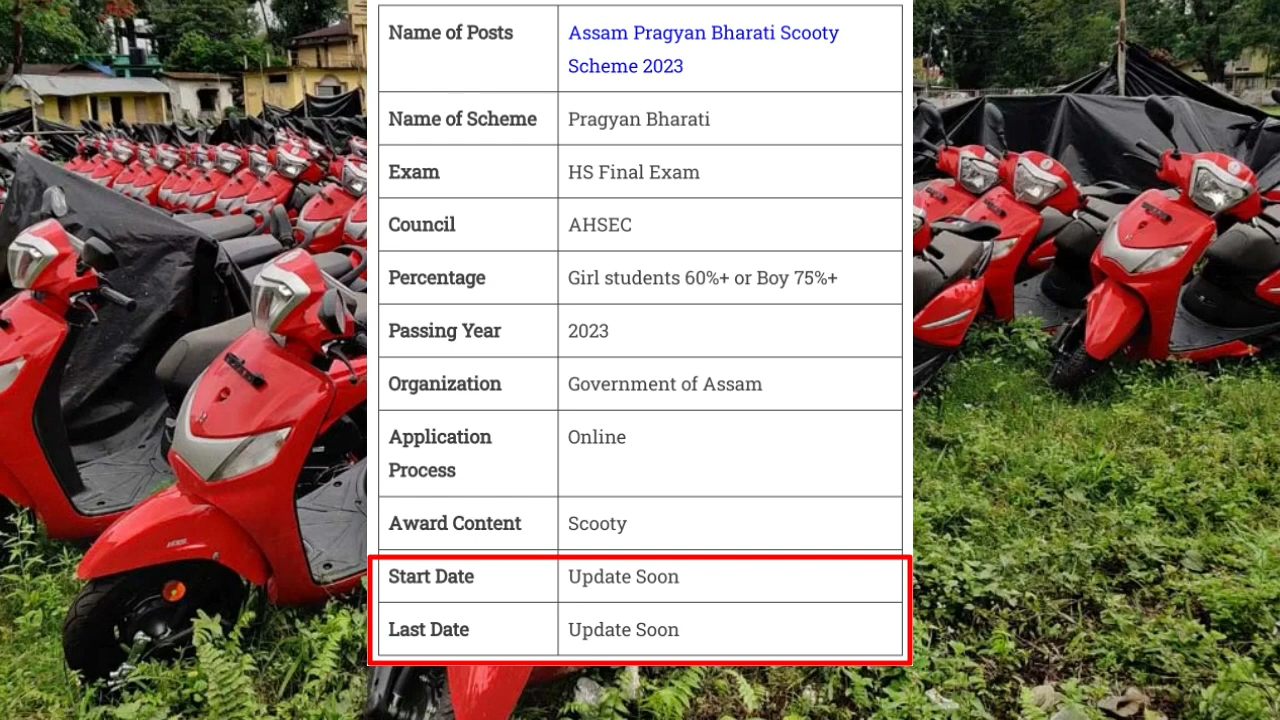 Name of Posts
Assam Pragyan Bharati Scooty
Scheme 2023
Name of Scheme
Pragyan Bharati
Exam
HS Final Exam
Council
AHSEC
Percentage
Girl students 60%+ or Boy 75%+
Passing Year
2023
Organization
Government of Assam
Application
Process
Online
Award Content
Scooty
Start Date
Update Soon
Last Date
Update Soon